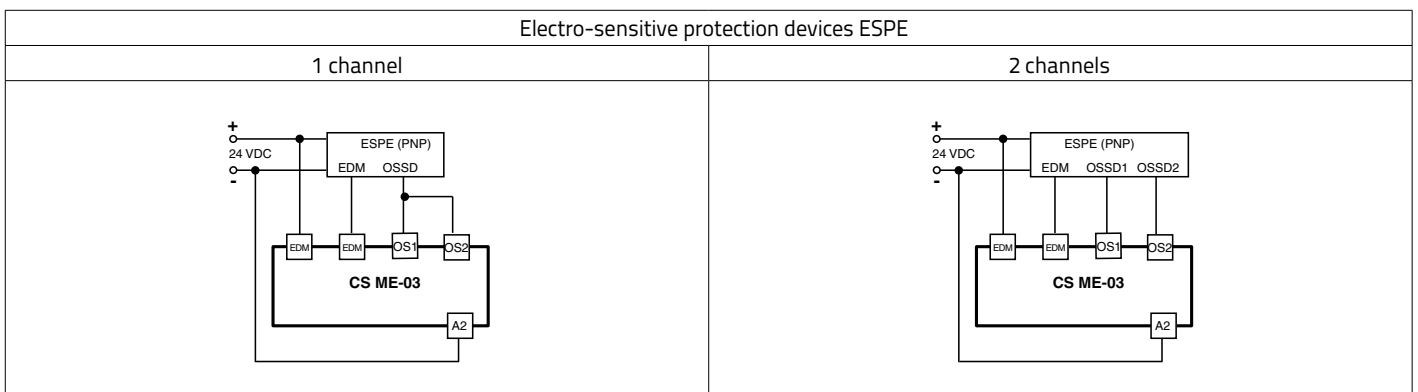 Electro-sensitive protection devices ESPE
1 channel
2 channels
+
24 VDC
-
ESPE (PNP)
EDM OSSD
EDM EDM OS1 OS2
CS ME-03
A2
+
24 VDC
-
ESPE (PNP)
EDM OSSD1 OSSD2
EDM EDM OS1 OS2
CS ME-03
A2